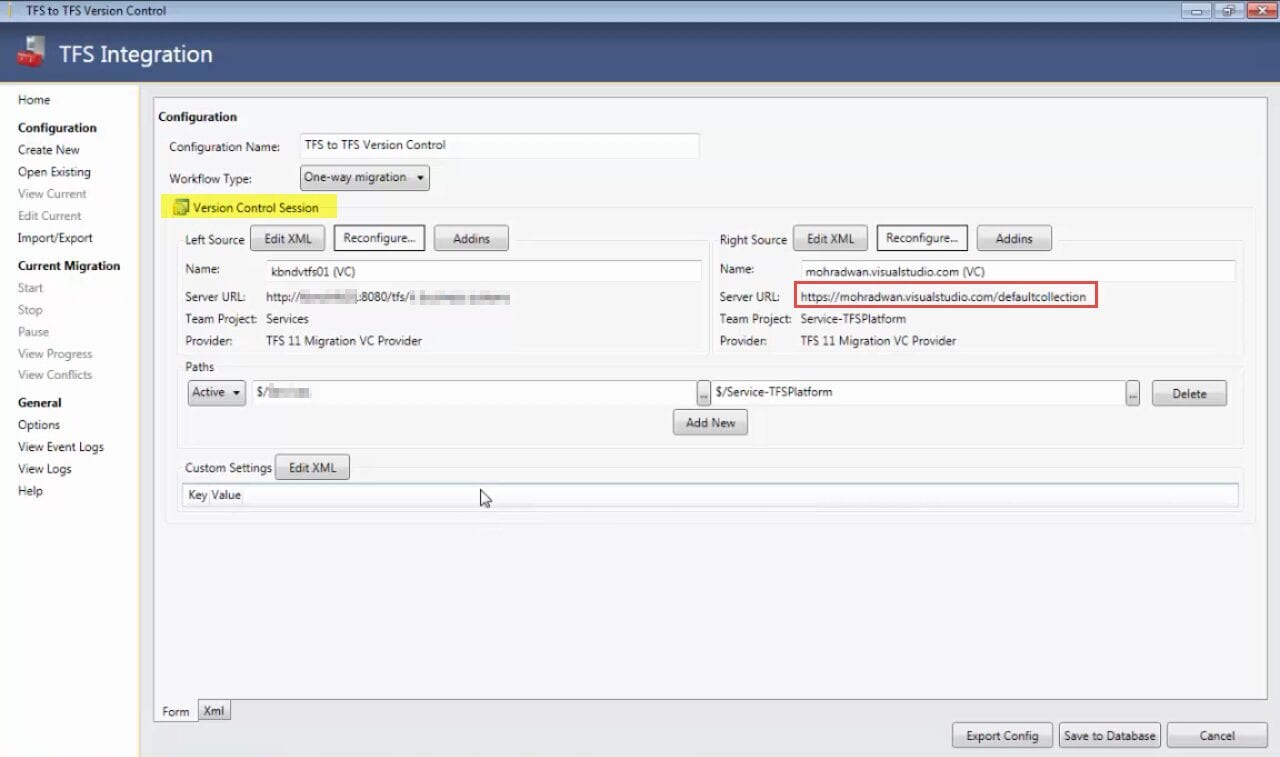 TFS to TFS Version Control
TFS Integration
Home
Configuration
Create New
Open Existing
View Current
Edit Current
Import/Export
Current Migration
Start
Stop
Pause
View Progress
View Conflicts
General
Options
View Event Logs
View Logs
Help
Configuration
Configuration Name: TFS to TFS Version Control
Workflow Type: One-way migration
Version Control Session
Left Source Edit XML Reconfigure... Addins
Name: kbndvtfs01 (VC)
Server URL: http:// :8080/tfs/
Team Project: Services
Provider: TFS 11 Migration VC Provider
Right Source Edit XML Reconfigure... Addins
Name: mohradwan.visualstudio.com (VC)
Server URL: https://mohradwan.visualstudio.com/defaultcollection
Team Project: Service-TFSPlatform
Provider: TFS 11 Migration VC Provider
Paths
Active $/ ... $/Service-TFSPlatform ... Delete
Add New
Custom Settings Edit XML
Key Value
Form Xml
Export Config Save to Database Cancel